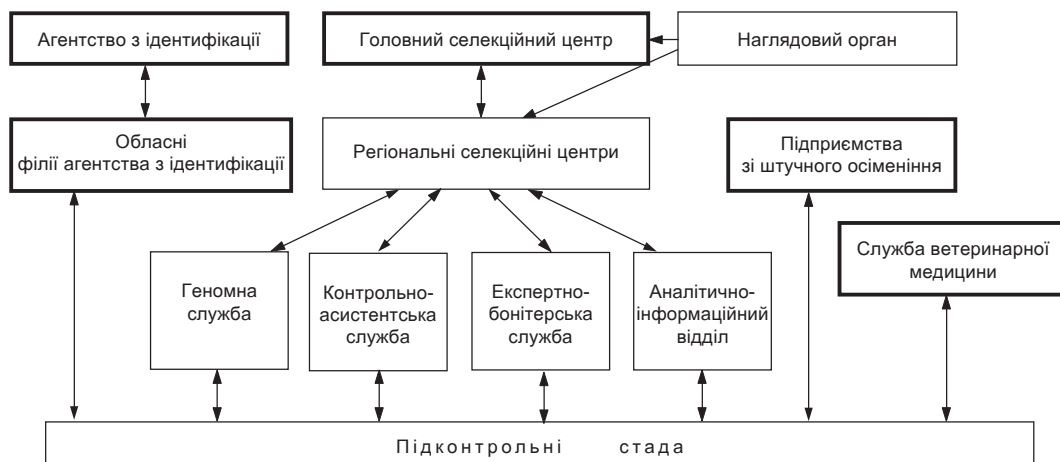 Агентство з ідентифікації
Головний селекційний центр
Наглядовий орган
Обласні
філії агентства з ідентифікації
Регіональні селекційні центри
Підприємства
зі штучного осіменіння
Служба ветеринарної
медицини
Геномна
служба
Контрольно-
асистентська
служба
Експертно-
бонітерська
служба
Аналітично-
інформаційний
відділ
Підконтрольні стада